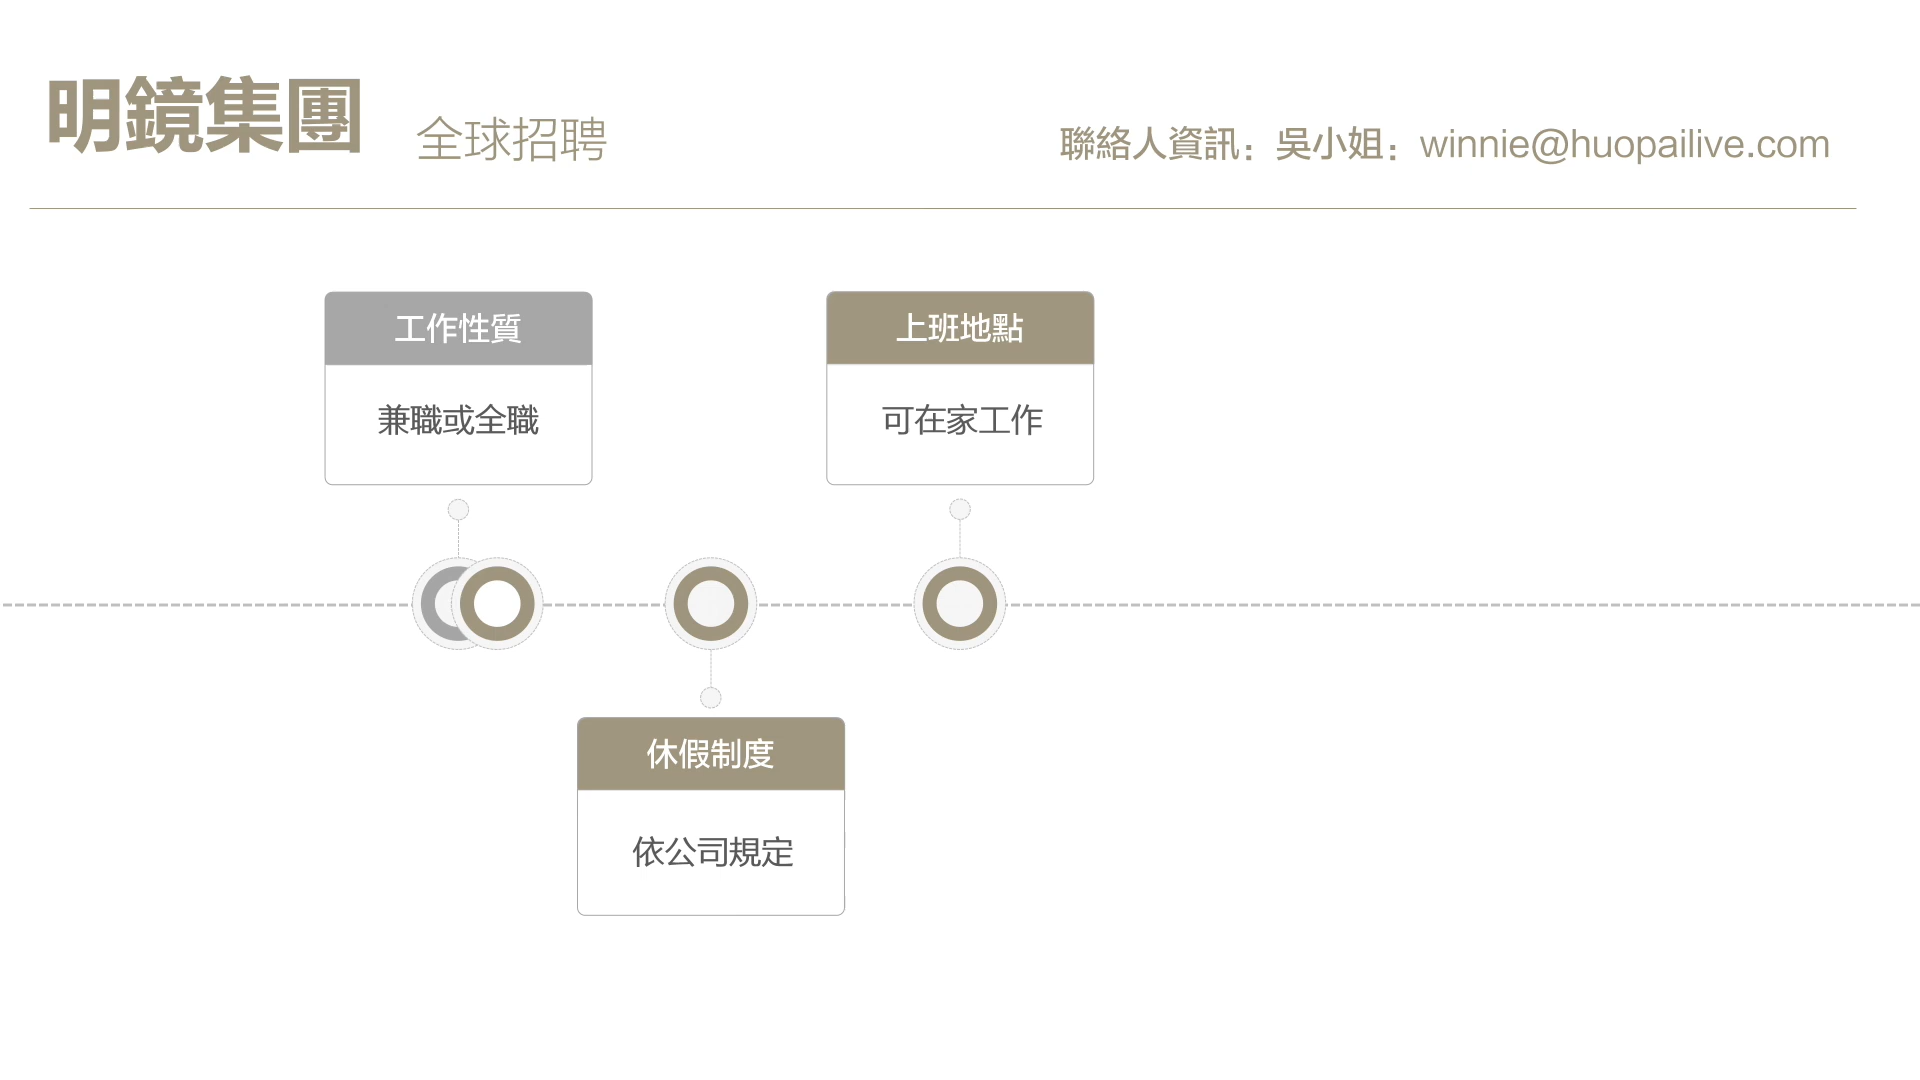 明鏡集團
全球招聘
聯絡人資訊：吳小姐：winnie@huopailive.com
工作性質
兼職或全職
上班地點
可在家工作
休假制度
依公司規定